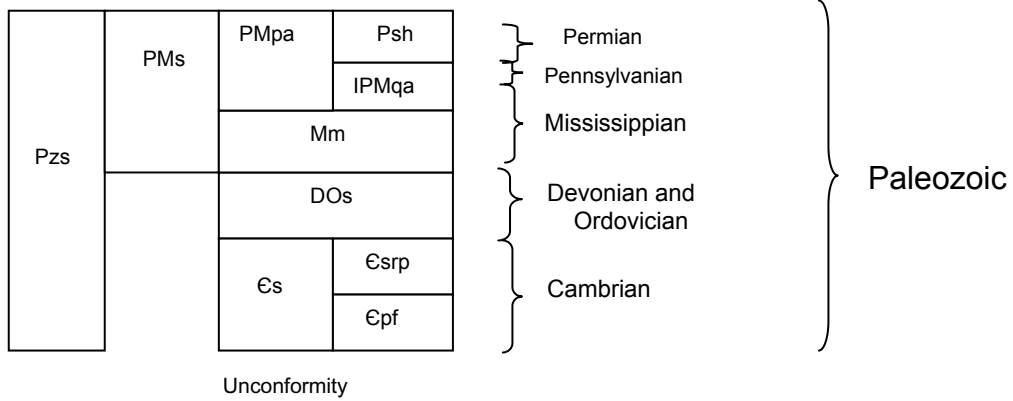 PMpa
Psh
Permian
PMs
IPMqa
Pennsylvanian
Mm
Mississippian
Pzs
Paleozoic
DOs
Devonian and
Ordovician
Єsrp
Єs
Cambrian
Єpf
Unconformity